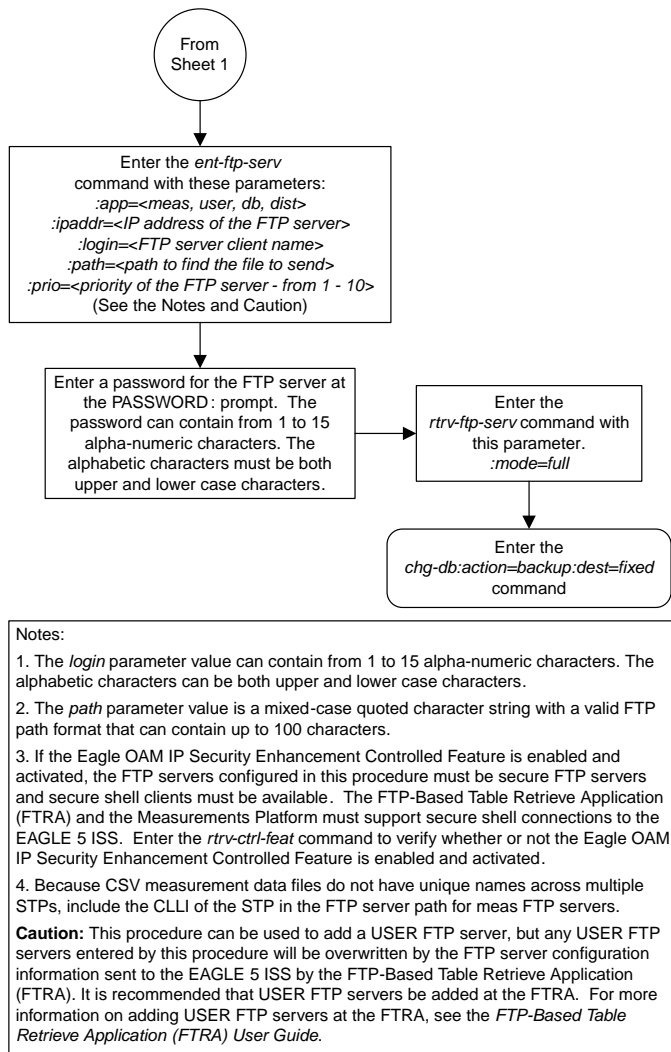 From
Sheet 1
Enter the ent-ftp-serv
command with these parameters:
:app=<meas, user, db, dist>
:ipaddr=<IP address of the FTP server>
:login=<FTP server client name>
:path=<path to find the file to send>
:prio=<priority of the FTP server - from 1 - 10>
(See the Notes and Caution)
Enter a password for the FTP server at
the PASSWORD: prompt. The
password can contain from 1 to 15
alpha-numeric characters. The
alphabetic characters must be both
upper and lower case characters.
Enter the
rtrv-ftp-serv command with
this parameter.
:mode=full
Enter the
chg-db:action=backup:dest=fixed
command
Notes:
1. The login parameter value can contain from 1 to 15 alpha-numeric characters. The
alphabetic characters can be both upper and lower case characters.
2. The path parameter value is a mixed-case quoted character string with a valid FTP
path format that can contain up to 100 characters.
3. If the Eagle OAM IP Security Enhancement Controlled Feature is enabled and
activated, the FTP servers configured in this procedure must be secure FTP servers
and secure shell clients must be available. The FTP-Based Table Retrieve Application
(FTRA) and the Measurements Platform must support secure shell connections to the
EAGLE 5 ISS. Enter the rtrv-ctrl-feat command to verify whether or not the Eagle OAM
IP Security Enhancement Controlled Feature is enabled and activated.
4. Because CSV measurement data files do not have unique names across multiple
STPs, include the CLLI of the STP in the FTP server path for meas FTP servers.
Caution: This procedure can be used to add a USER FTP server, but any USER FTP
servers entered by this procedure will be overwritten by the FTP server configuration
information sent to the EAGLE 5 ISS by the FTP-Based Table Retrieve Application
(FTRA). It is recommended that USER FTP servers be added at the FTRA. For more
information on adding USER FTP servers at the FTRA, see the FTP-Based Table
Retrieve Application (FTRA) User Guide.